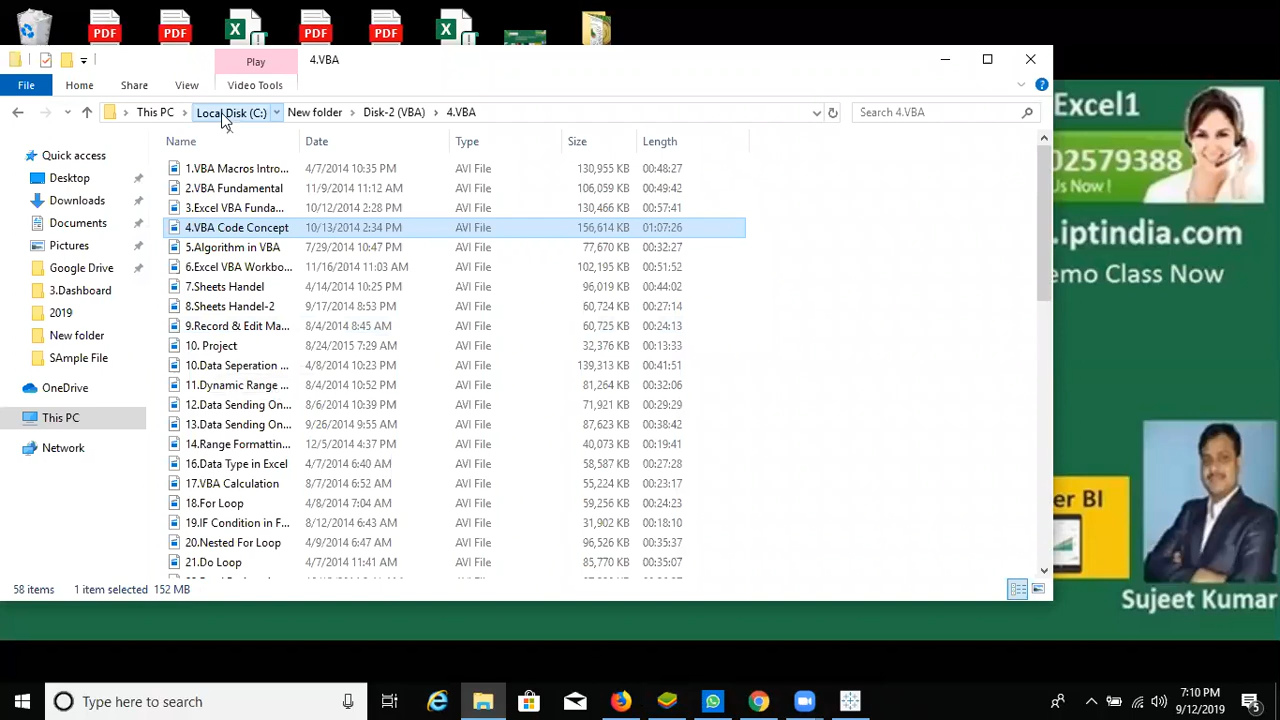 PDF
PDF
PDF
PDF
Play
4.VBA
File
Home
Share
View
Video Tools
This PC
Local Disk (C:)
New folder
Disk-2 (VBA)
4.VBA
Search 4.VBA
Name
Date
Type
Size
Length
Quick access
Desktop
Downloads
Documents
Pictures
Google Drive
3.Dashboard
2019
New folder
SAmple File
OneDrive
This PC
Network
1.VBA Macros Intro... 4/7/2014 10:35 PM AVI File 130,955 KB 00:48:27
2.VBA Fundamental 11/9/2014 11:12 AM AVI File 106,059 KB 00:49:42
3.Excel VBA Funda... 10/12/2014 2:28 PM AVI File 130,466 KB 00:57:41
4.VBA Code Concept 10/13/2014 2:34 PM AVI File 156,614 KB 01:07:26
5.Algorithm in VBA 7/29/2014 10:47 PM AVI File 77,670 KB 00:32:27
6.Excel VBA Workbo... 11/16/2014 11:03 AM AVI File 102,195 KB 00:51:52
7.Sheets Handel 4/14/2014 10:25 PM AVI File 96,019 KB 00:44:02
8.Sheets Handel-2 9/17/2014 8:53 PM AVI File 60,724 KB 00:27:14
9.Record & Edit Ma... 8/4/2014 8:45 AM AVI File 60,725 KB 00:24:13
10. Project 8/24/2015 7:29 AM AVI File 32,376 KB 00:13:33
10.Data Seperation ... 4/8/2014 10:23 PM AVI File 139,313 KB 00:41:51
11.Dynamic Range ... 8/4/2014 10:52 PM AVI File 81,264 KB 00:32:06
12.Data Sending On... 8/6/2014 10:39 PM AVI File 71,921 KB 00:29:29
13.Data Sending On... 9/26/2014 9:55 AM AVI File 87,623 KB 00:38:42
14.Range Formattin... 12/5/2014 4:37 PM AVI File 40,073 KB 00:19:41
16.Data Type in Excel 4/7/2014 6:40 AM AVI File 58,587 KB 00:27:28
17.VBA Calculation 8/7/2014 6:52 AM AVI File 55,224 KB 00:23:17
18.For Loop 4/8/2014 7:04 AM AVI File 59,256 KB 00:24:23
19.IF Condition in F... 8/12/2014 6:43 AM AVI File 31,902 KB 00:18:10
20.Nested For Loop 4/9/2014 6:47 AM AVI File 96,526 KB 00:35:37
21.Do Loop 4/7/2014 11:41 AM AVI File 85,770 KB 00:35:07
58 items 1 item selected 152 MB
Excel1
02579388
Us Now !
.iptindia.com
emo Class Now
er BI
Sujeet Kumar
Type here to search
7:10 PM
9/12/2019
5